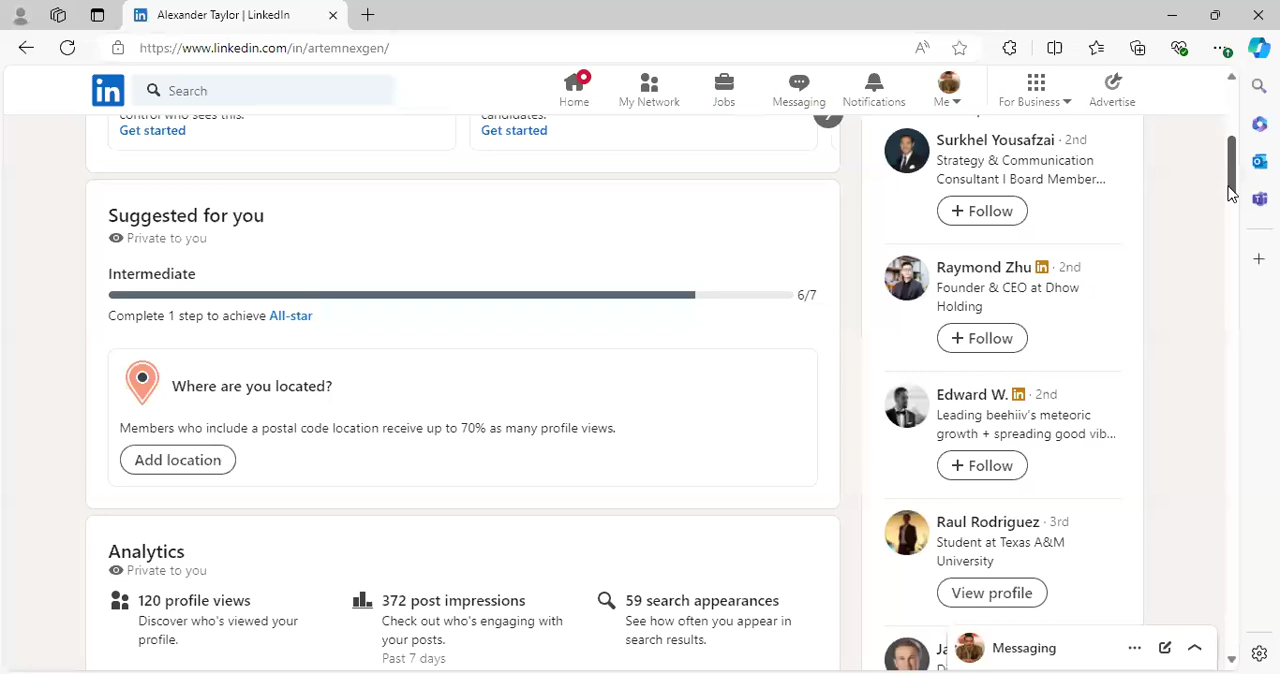 Alexander Taylor | LinkedIn
https://www.linkedin.com/in/artemnexgen/
in
Search
Home
My Network
Jobs
Messaging
Notifications
Me
For Business
Advertise
control who sees this.
Get started
candidates.
Get started
Suggested for you
Private to you
Intermediate
6/7
Complete 1 step to achieve All-star
Where are you located?
Members who include a postal code location receive up to 70% as many profile views.
Add location
Analytics
Private to you
120 profile views
Discover who's viewed your
profile.
372 post impressions
Check out who's engaging with
your posts.
Past 7 days
59 search appearances
See how often you appear in
search results.
Surkhel Yousafzai · 2nd
Strategy & Communication
Consultant I Board Member...
+ Follow
Raymond Zhu in · 2nd
Founder & CEO at Dhow
Holding
+ Follow
Edward W. in · 2nd
Leading beehiiv's meteoric
growth + spreading good vib...
+ Follow
Raul Rodriguez · 3rd
Student at Texas A&M
University
View profile
Messaging